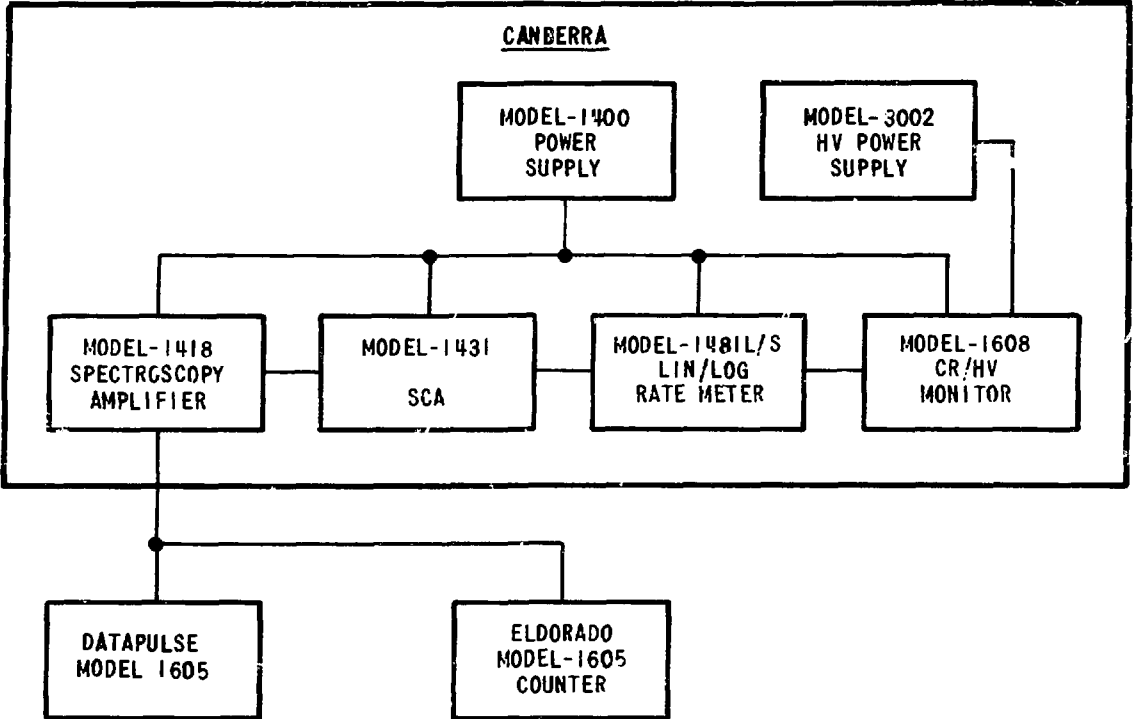 CANBERRA
MODEL-1400
POWER
SUPPLY
MODEL-3002
HV POWER
SUPPLY
MODEL-1418
SPECTROSCOPY
AMPLIFIER
MODEL-1431
SCA
MODEL-1481L/S
LIN/LOG
RATE METER
MODEL-1608
CR/HV
MONITOR
DATAPULSE
MODEL 1605
ELDORADO
MODEL-1605
COUNTER